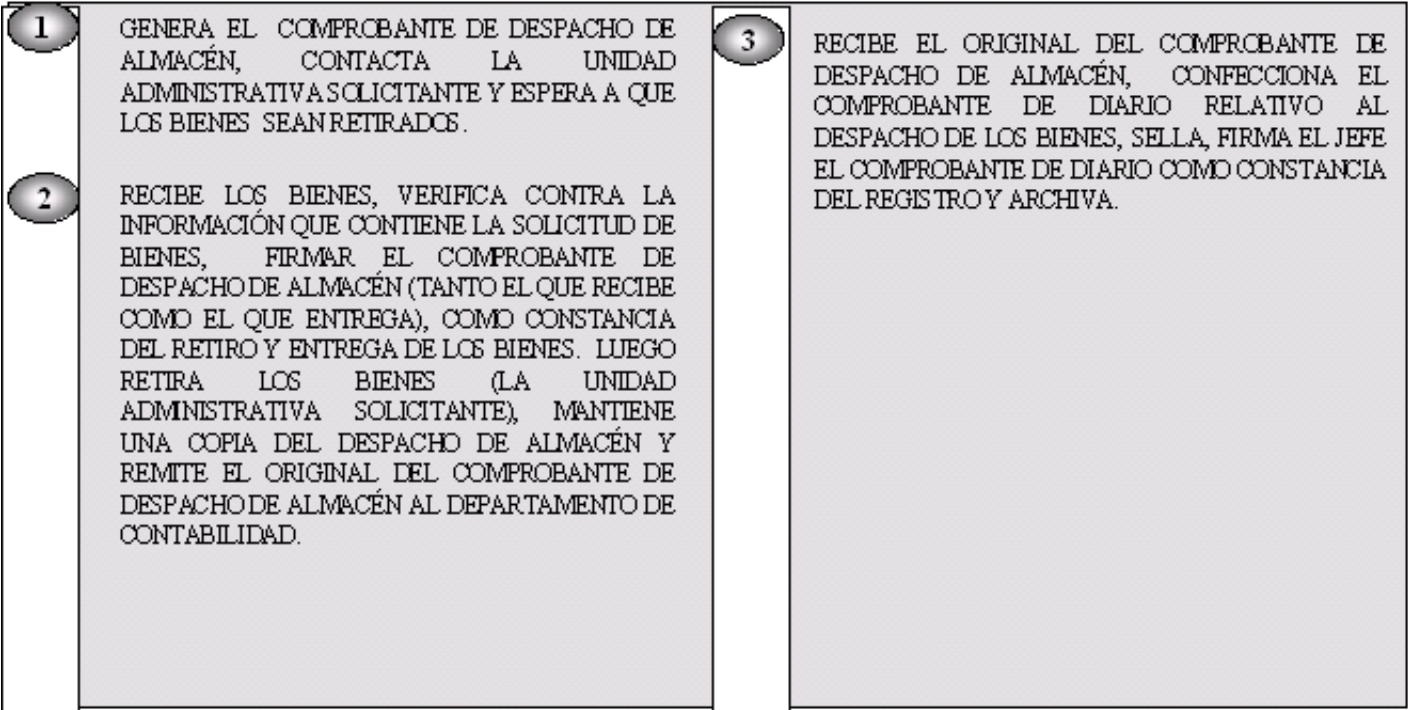 1
GENERA EL COMPROBANTE DE DESPACHO DE
ALMACÉN, CONTACTA LA UNIDAD
ADMINISTRATIVA SOLICITANTE Y ESPERA A QUE
LOS BIENES SEAN RETIRADOS.
2
RECIBE LOS BIENES, VERIFICA CONTRA LA
INFORMACIÓN QUE CONTIENE LA SOLICITUD DE
BIENES, FIRMAR EL COMPROBANTE DE
DESPACHO DE ALMACÉN (TANTO EL QUE RECIBE
COMO EL QUE ENTREGA), COMO CONSTANCIA
DEL RETIRO Y ENTREGA DE LOS BIENES. LUEGO
RETIRA LOS BIENES (LA UNIDAD
ADMINISTRATIVA SOLICITANTE), MANTIENE
UNA COPIA DEL DESPACHO DE ALMACÉN Y
REMITE EL ORIGINAL DEL COMPROBANTE DE
DESPACHO DE ALMACÉN AL DEPARTAMENTO DE
CONTABILIDAD.
3
RECIBE EL ORIGINAL DEL COMPROBANTE DE
DESPACHO DE ALMACÉN, CONFECCIONA EL
COMPROBANTE DE DIARIO RELATIVO AL
DESPACHO DE LOS BIENES, SELLA, FIRMA EL JEFE
EL COMPROBANTE DE DIARIO COMO CONSTANCIA
DEL REGISTRO Y ARCHIVA.